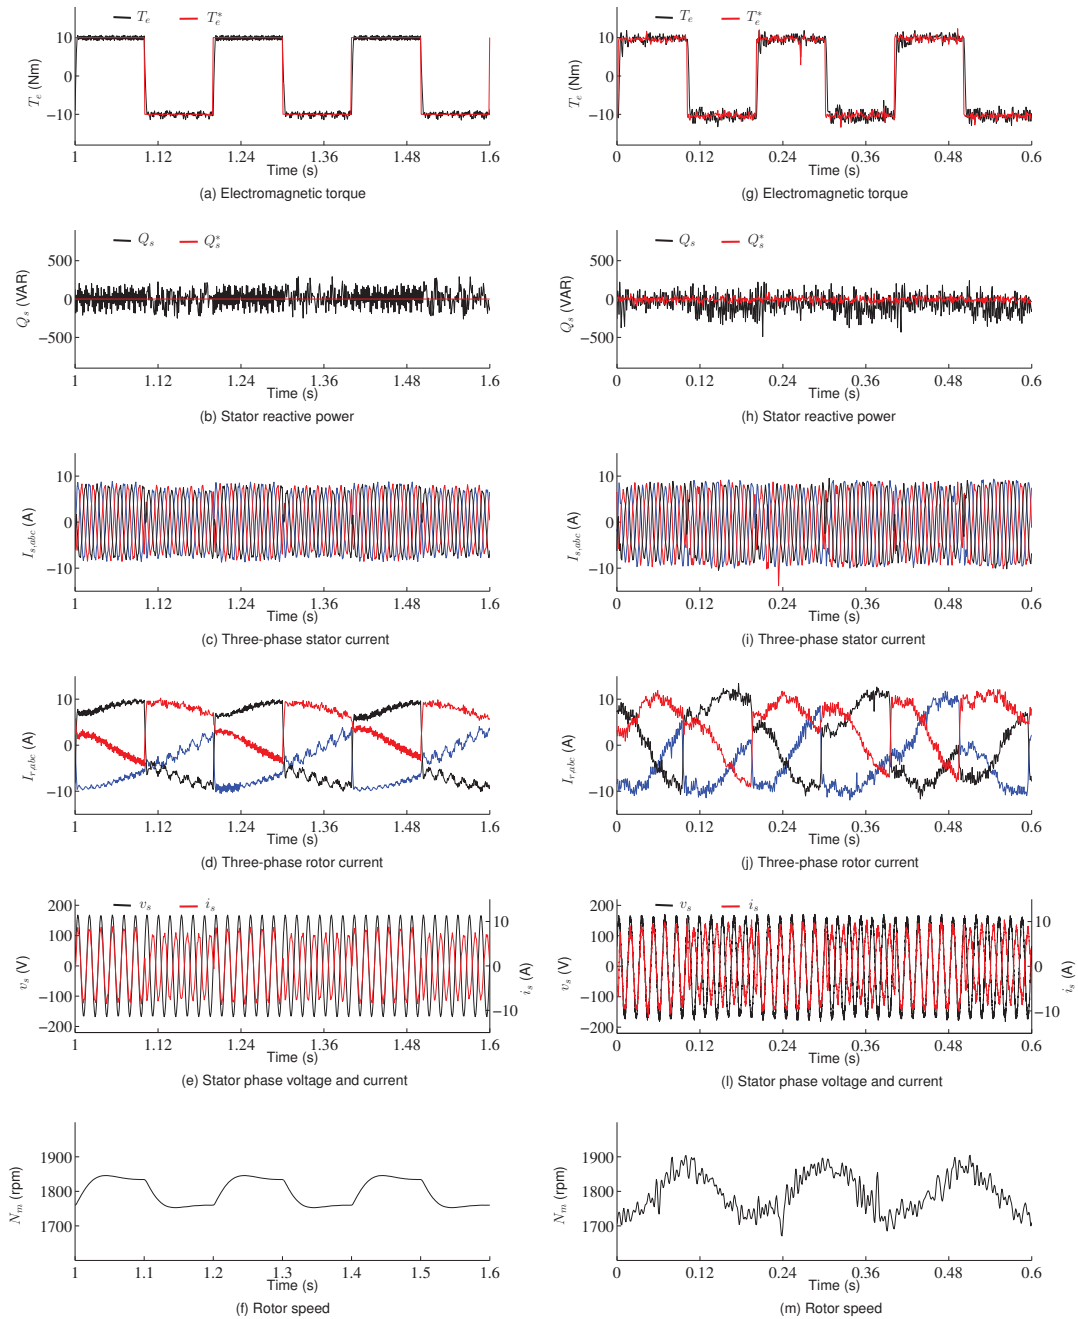 T_e T_e^*
10
0
−10
T_e (Nm)
1 1.12 1.24 1.36 1.48 1.6
Time (s)
(a) Electromagnetic torque
T_e T_e^*
10
0
−10
T_e (Nm)
0 0.12 0.24 0.36 0.48 0.6
Time (s)
(g) Electromagnetic torque
Q_s Q_s^*
500
0
−500
Q_s (VAR)
1 1.12 1.24 1.36 1.48 1.6
Time (s)
(b) Stator reactive power
Q_s Q_s^*
500
0
−500
Q_s (VAR)
0 0.12 0.24 0.36 0.48 0.6
Time (s)
(h) Stator reactive power
10
0
−10
I_{s,abc} (A)
1 1.12 1.24 1.36 1.48 1.6
Time (s)
(c) Three-phase stator current
10
0
−10
I_{s,abc} (A)
0 0.12 0.24 0.36 0.48 0.6
Time (s)
(i) Three-phase stator current
10
0
−10
I_{r,abc} (A)
1 1.12 1.24 1.36 1.48 1.6
Time (s)
(d) Three-phase rotor current
10
0
−10
I_{r,abc} (A)
0 0.12 0.24 0.36 0.48 0.6
Time (s)
(j) Three-phase rotor current
v_s i_s
200
100
0
−100
−200
v_s (V)
10
0
−10
i_s (A)
1 1.12 1.24 1.36 1.48 1.6
Time (s)
(e) Stator phase voltage and current
v_s i_s
200
100
0
−100
−200
v_s (V)
10
0
−10
i_s (A)
0 0.12 0.24 0.36 0.48 0.6
Time (s)
(l) Stator phase voltage and current
1900
1800
1700
N_m (rpm)
1 1.1 1.2 1.3 1.4 1.5 1.6
Time (s)
(f) Rotor speed
1900
1800
1700
N_m (rpm)
0 0.12 0.24 0.36 0.48 0.6
Time (s)
(m) Rotor speed